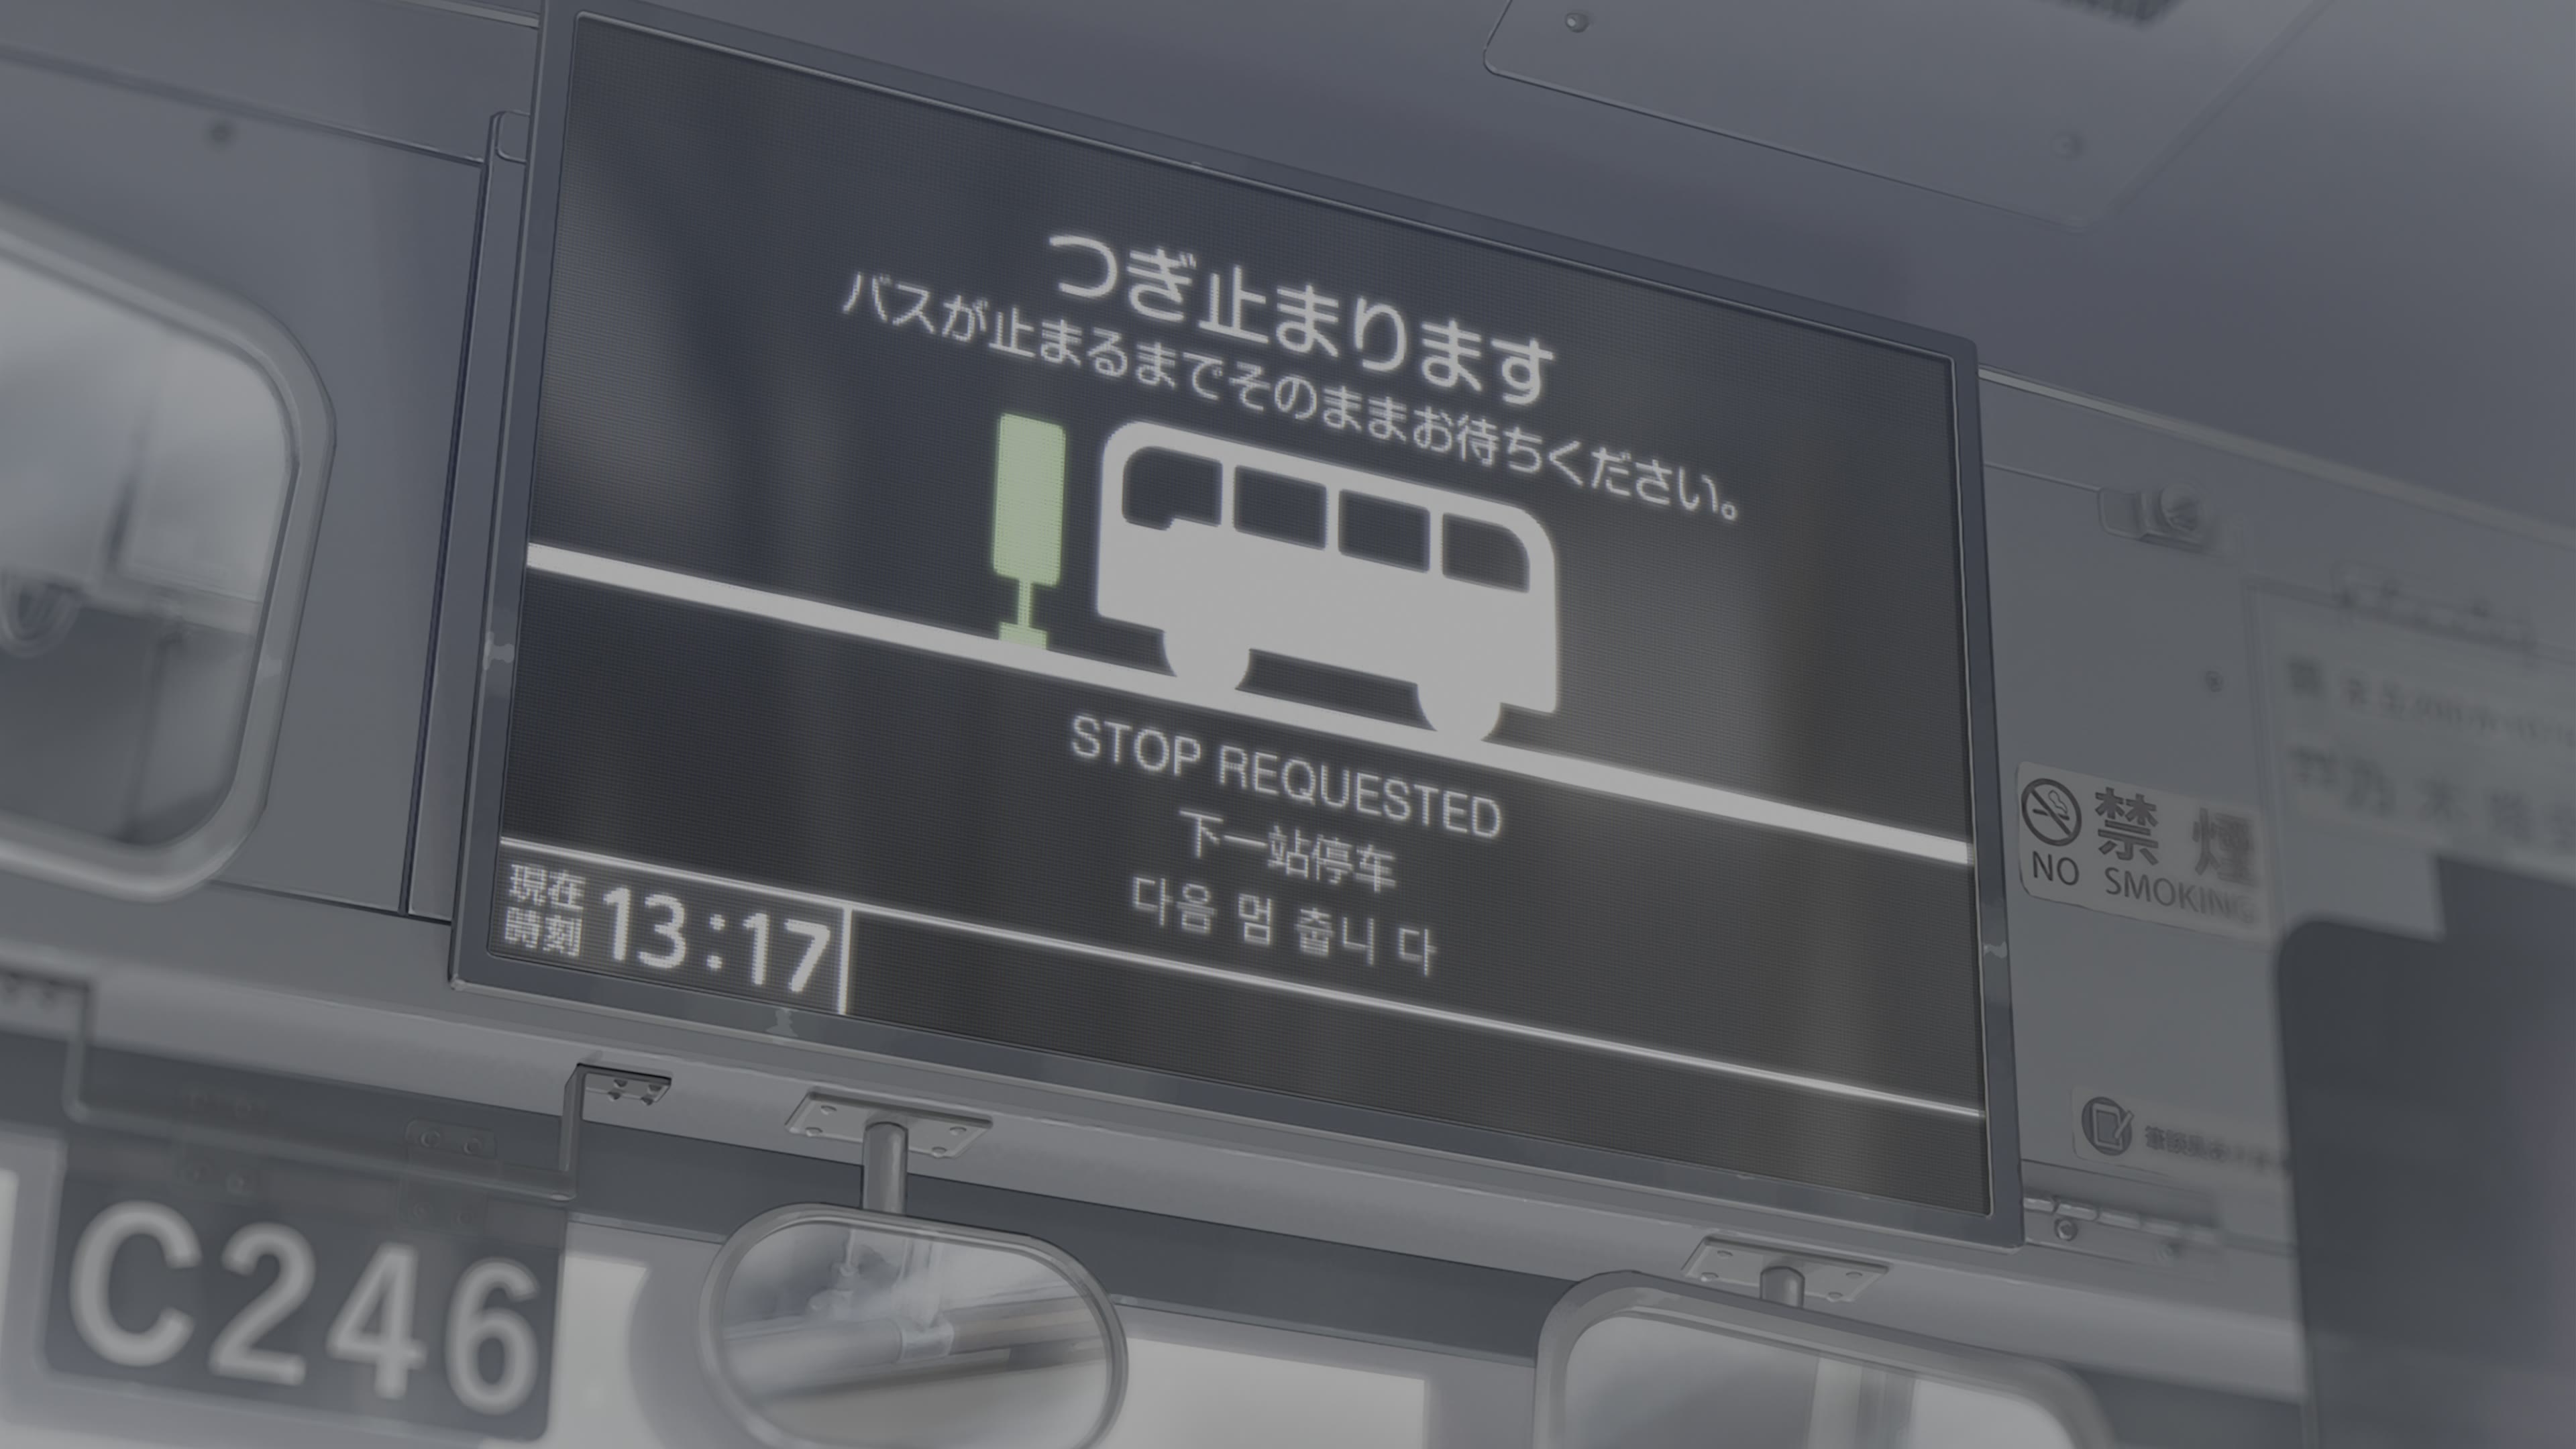 つぎ止まります
バスが止まるまでそのままお待ちください。
STOP REQUESTED
下一站停车
다음 멈 춥니 다
現在
時刻
13:17
禁煙
NO SMOKING
C246